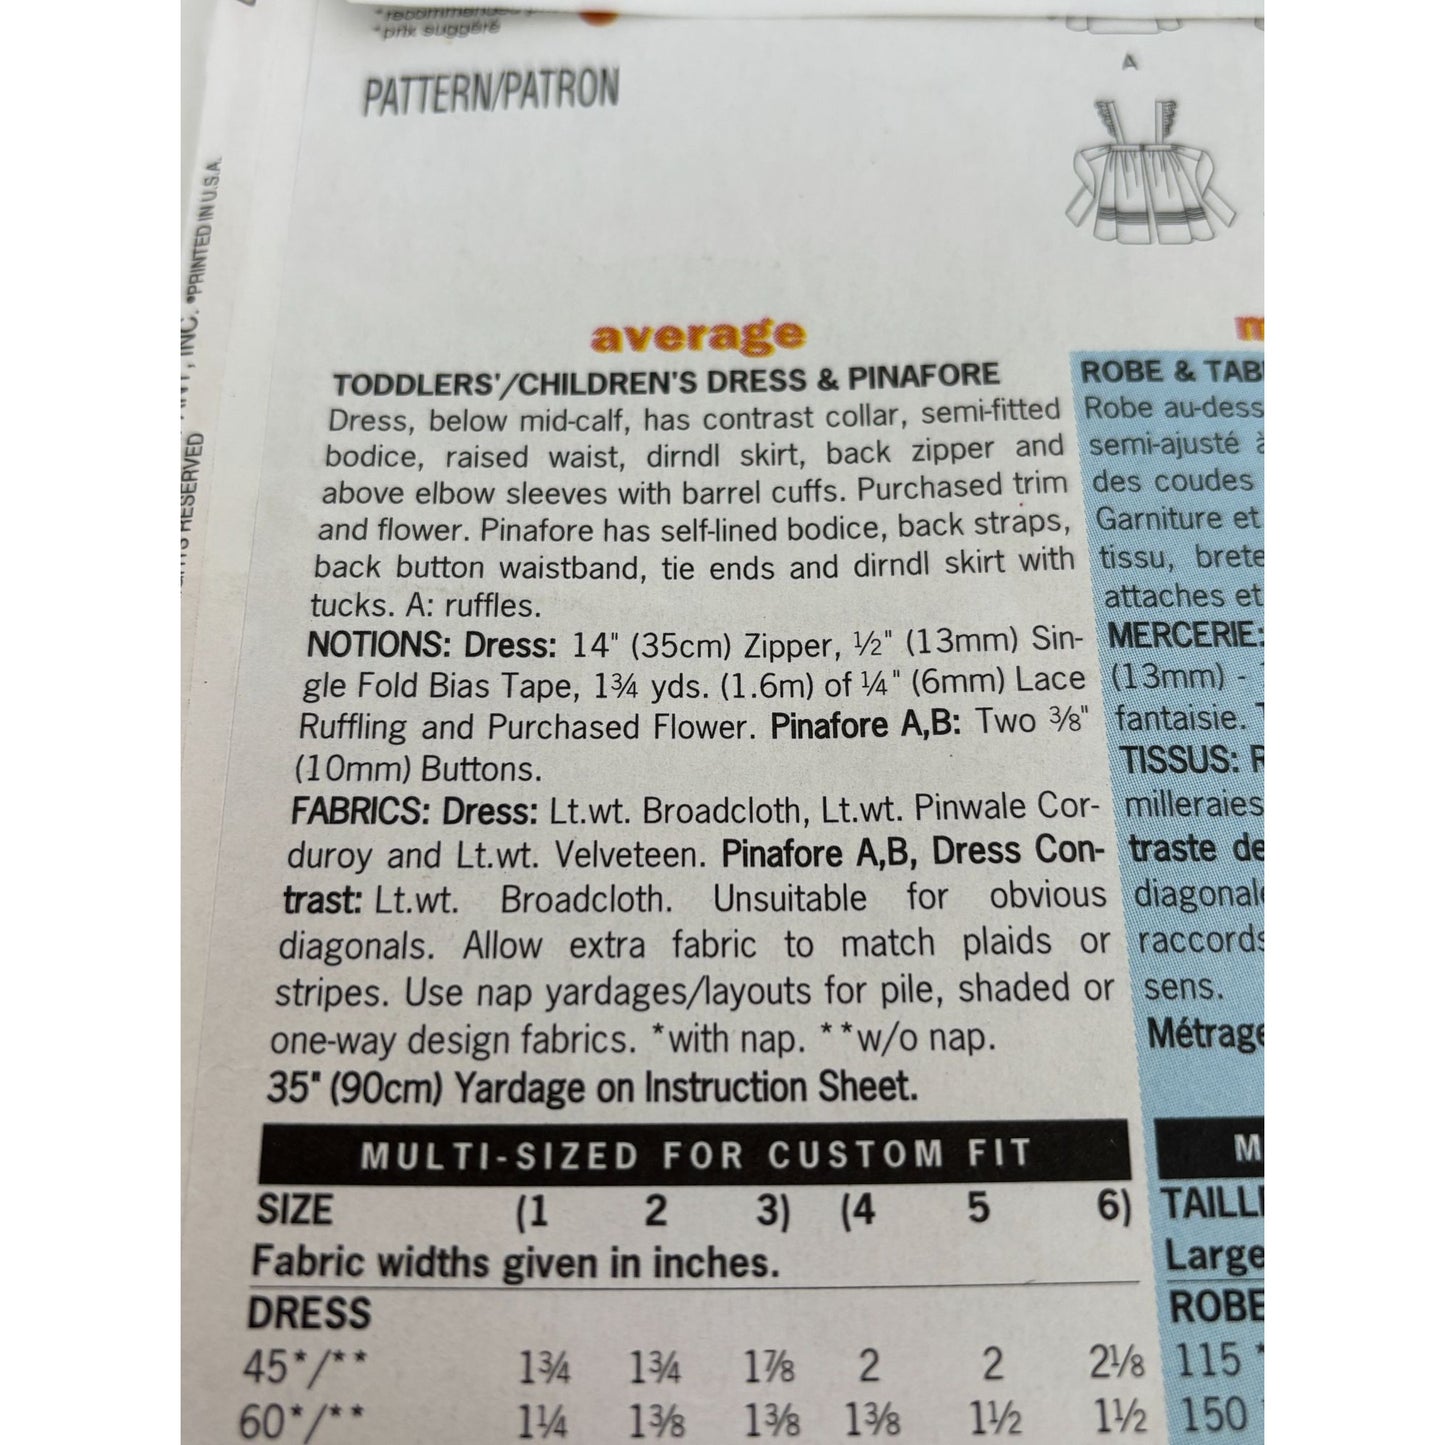 *prix suggéré
PATTERN/PATRON
A
•PRINTED IN U.S.A.
INC.
RESERVED
average
TODDLERS'/CHILDREN'S DRESS & PINAFORE
Dress, below mid-calf, has contrast collar, semi-fitted
bodice, raised waist, dirndl skirt, back zipper and
above elbow sleeves with barrel cuffs. Purchased trim
and flower. Pinafore has self-lined bodice, back straps,
back button waistband, tie ends and dirndl skirt with
tucks. A: ruffles.
NOTIONS: Dress: 14" (35cm) Zipper, ½" (13mm) Sin-
gle Fold Bias Tape, 1¾ yds. (1.6m) of ¼" (6mm) Lace
Ruffling and Purchased Flower. Pinafore A,B: Two ⅜"
(10mm) Buttons.
FABRICS: Dress: Lt.wt. Broadcloth, Lt.wt. Pinwale Cor-
duroy and Lt.wt. Velveteen. Pinafore A,B, Dress Con-
trast: Lt.wt. Broadcloth. Unsuitable for obvious
diagonals. Allow extra fabric to match plaids or
stripes. Use nap yardages/layouts for pile, shaded or
one-way design fabrics. *with nap. **w/o nap.
35" (90cm) Yardage on Instruction Sheet.
MULTI-SIZED FOR CUSTOM FIT
SIZE (1 2 3) (4 5 6)
Fabric widths given in inches.
DRESS
45*/** 1¾ 1¾ 1⅞ 2 2 2⅛
60*/** 1¼ 1⅜ 1⅜ 1⅜ 1½ 1½
ROBE & TAB
Robe au-dess
semi-ajusté à
des coudes
Garniture et
tissu, brete
attaches et
MERCERIE:
(13mm) -
fantaisie.
TISSUS:
milleraies
traste de
diagonal
raccords
sens.
Métrage
M
TAILL
Large
ROBE
115 *
150